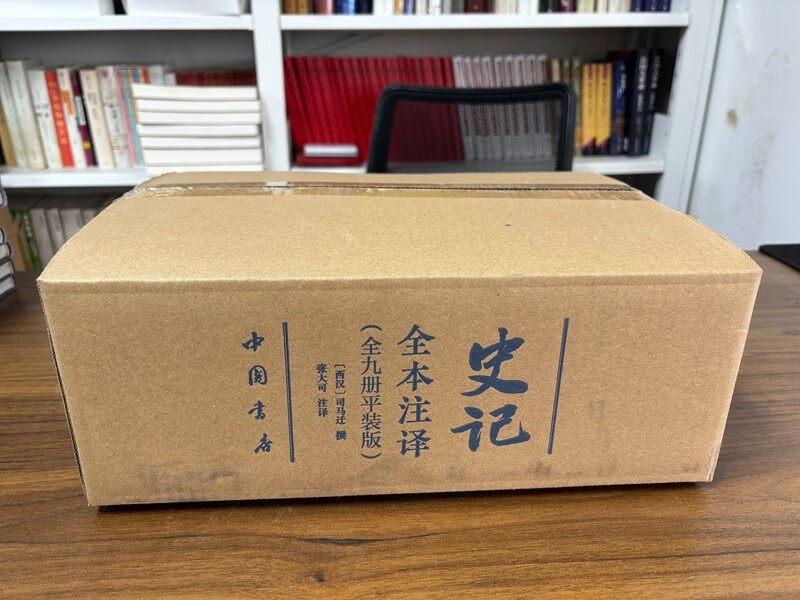 史记
全本注译
（全九册平装版）
〔西汉〕司马迁 撰
张大可 注译
中国书店